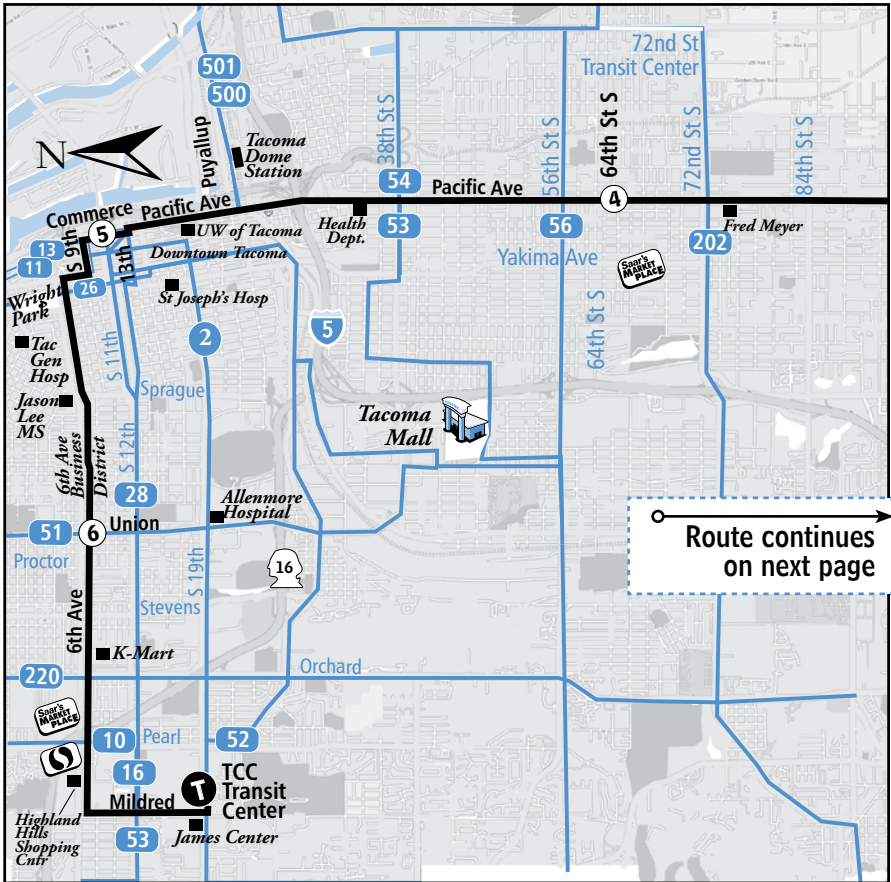 72nd St
Transit Center
501
500
Puyallup
Tacoma
Dome
Station
N
38th St S
56th St S
64th St S
72nd St S
84th St S
54
Pacific Ave
4
Commerce
Pacific Ave
5
S 9th
13th
13
11
26
UW of Tacoma
Downtown Tacoma
Health
Dept.
53
56
Yakima Ave
202
Fred Meyer
Saar's
MARKET
PLACE
Wright
Park
St Joseph's Hosp
Tac
Gen
Hosp
S 11th
2
5
64th St S
Jason
Lee
MS
Sprague
Tacoma
Mall
6th Ave
Business
District
S 12th
28
7
Allenmore
Hospital
51
6
Union
Proctor
S 19th
16
Route continues
on next page
Stevens
6th Ave
K-Mart
220
Orchard
Saar's
MARKET
PLACE
10
Pearl
52
16
TCC
Transit
Center
T
Mildred
Highland
Hills
Shopping
Cntr
53
James Center